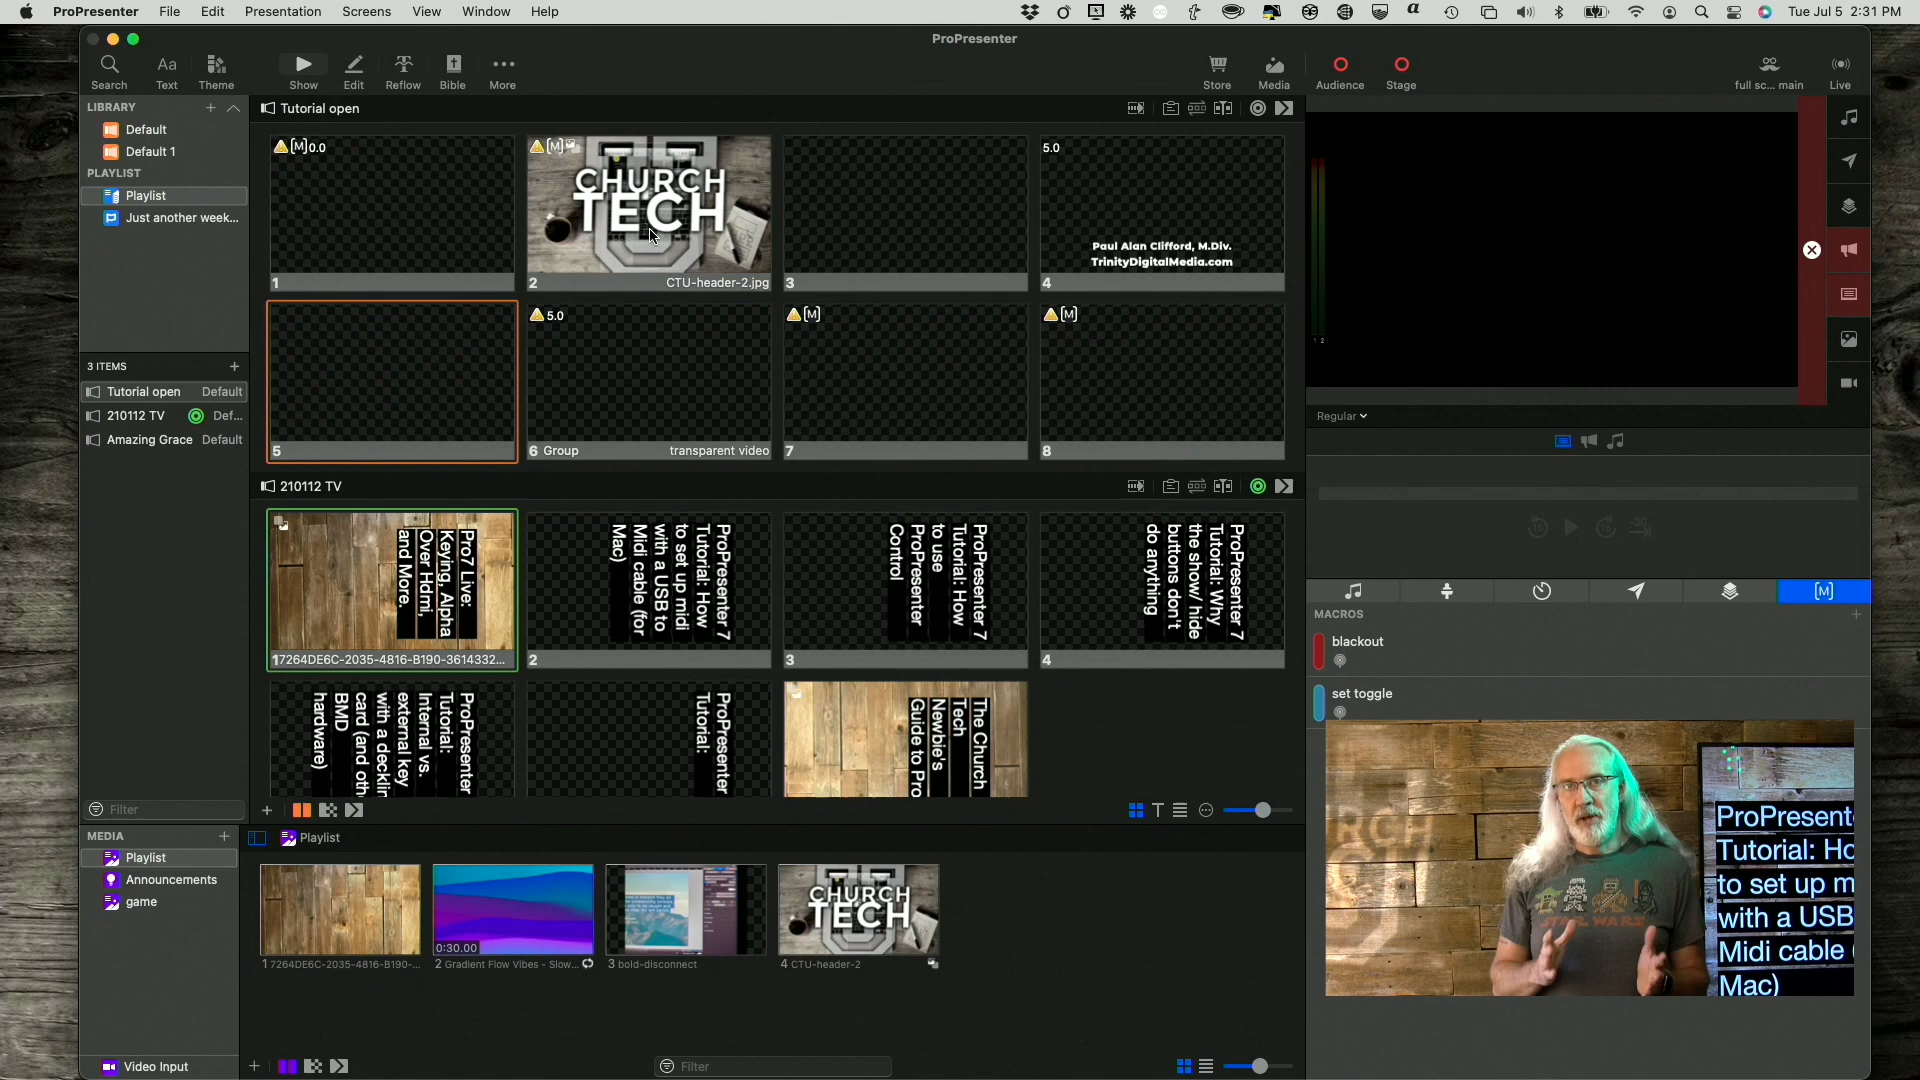 ProPresenter File Edit Presentation Screens View Window Help
Tue Jul 5 2:31 PM
ProPresenter
Search Text Theme Show Edit Reflow Bible More Store Media Audience Stage full sc... main Live
LIBRARY
Default
Default 1
PLAYLIST
Playlist
Just another week...
3 ITEMS
Tutorial open Default
210112 TV Def...
Amazing Grace Default
Filter
Tutorial open
[M] 0.0
1
[M]
CHURCH
TECH
2 CTU-header-2.jpg
3
5.0
Paul Alan Clifford, M.Div.
TrinityDigitalMedia.com
4
5
5.0
6 Group transparent video
[M]
7
[M]
8
210112 TV
Pro7 Live:
Keying, Alpha
Over Hdmi,
and More.
17264DE6C-2035-4816-B190-3614332...
ProPresenter 7
Tutorial: How
to set up midi
with a USB to
Midi cable (for
Mac)
2
ProPresenter 7
Tutorial: How
to use
ProPresenter
Control
3
ProPresenter 7
Tutorial: Why
the show/ hide
buttons don't
do anything
4
ProPresenter
Tutorial:
Internal vs.
external key
with a decklin
card (and oth
BMD
hardware)
ProPresenter
Tutorial:
The Church
Tech
Newbie's
Guide to Pro
MEDIA
Playlist
Announcements
game
Video Input
Playlist
1 7264DE6C-2035-4816-B190-...
0:30.00
2 Gradient Flow Vibes - Slow...
3 bold-disconnect
CHURCH
TECH
4 CTU-header-2
Filter
1 2
Regular
MACROS
blackout
set toggle
ProPresent
Tutorial: Ho
to set up m
with a USB
Midi cable (
Mac)